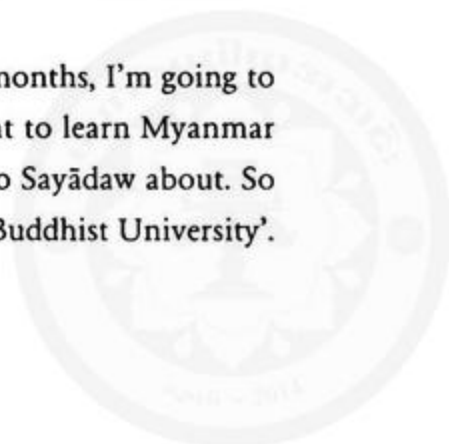 months, I'm going to
to learn Myanmar
Sayādaw about. So
Buddhist University'.